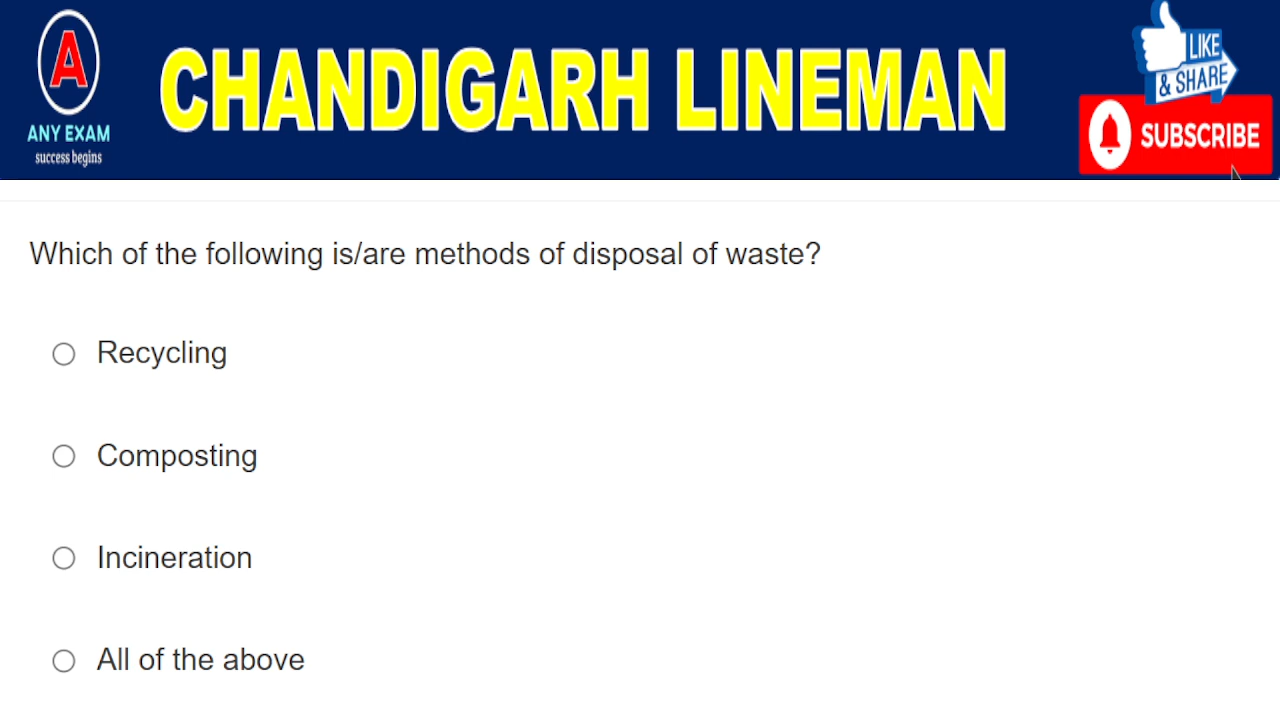 A
ANY EXAM
success begins
CHANDIGARH LINEMAN
LIKE
& SHARE
SUBSCRIBE
Which of the following is/are methods of disposal of waste?
Recycling
Composting
Incineration
All of the above